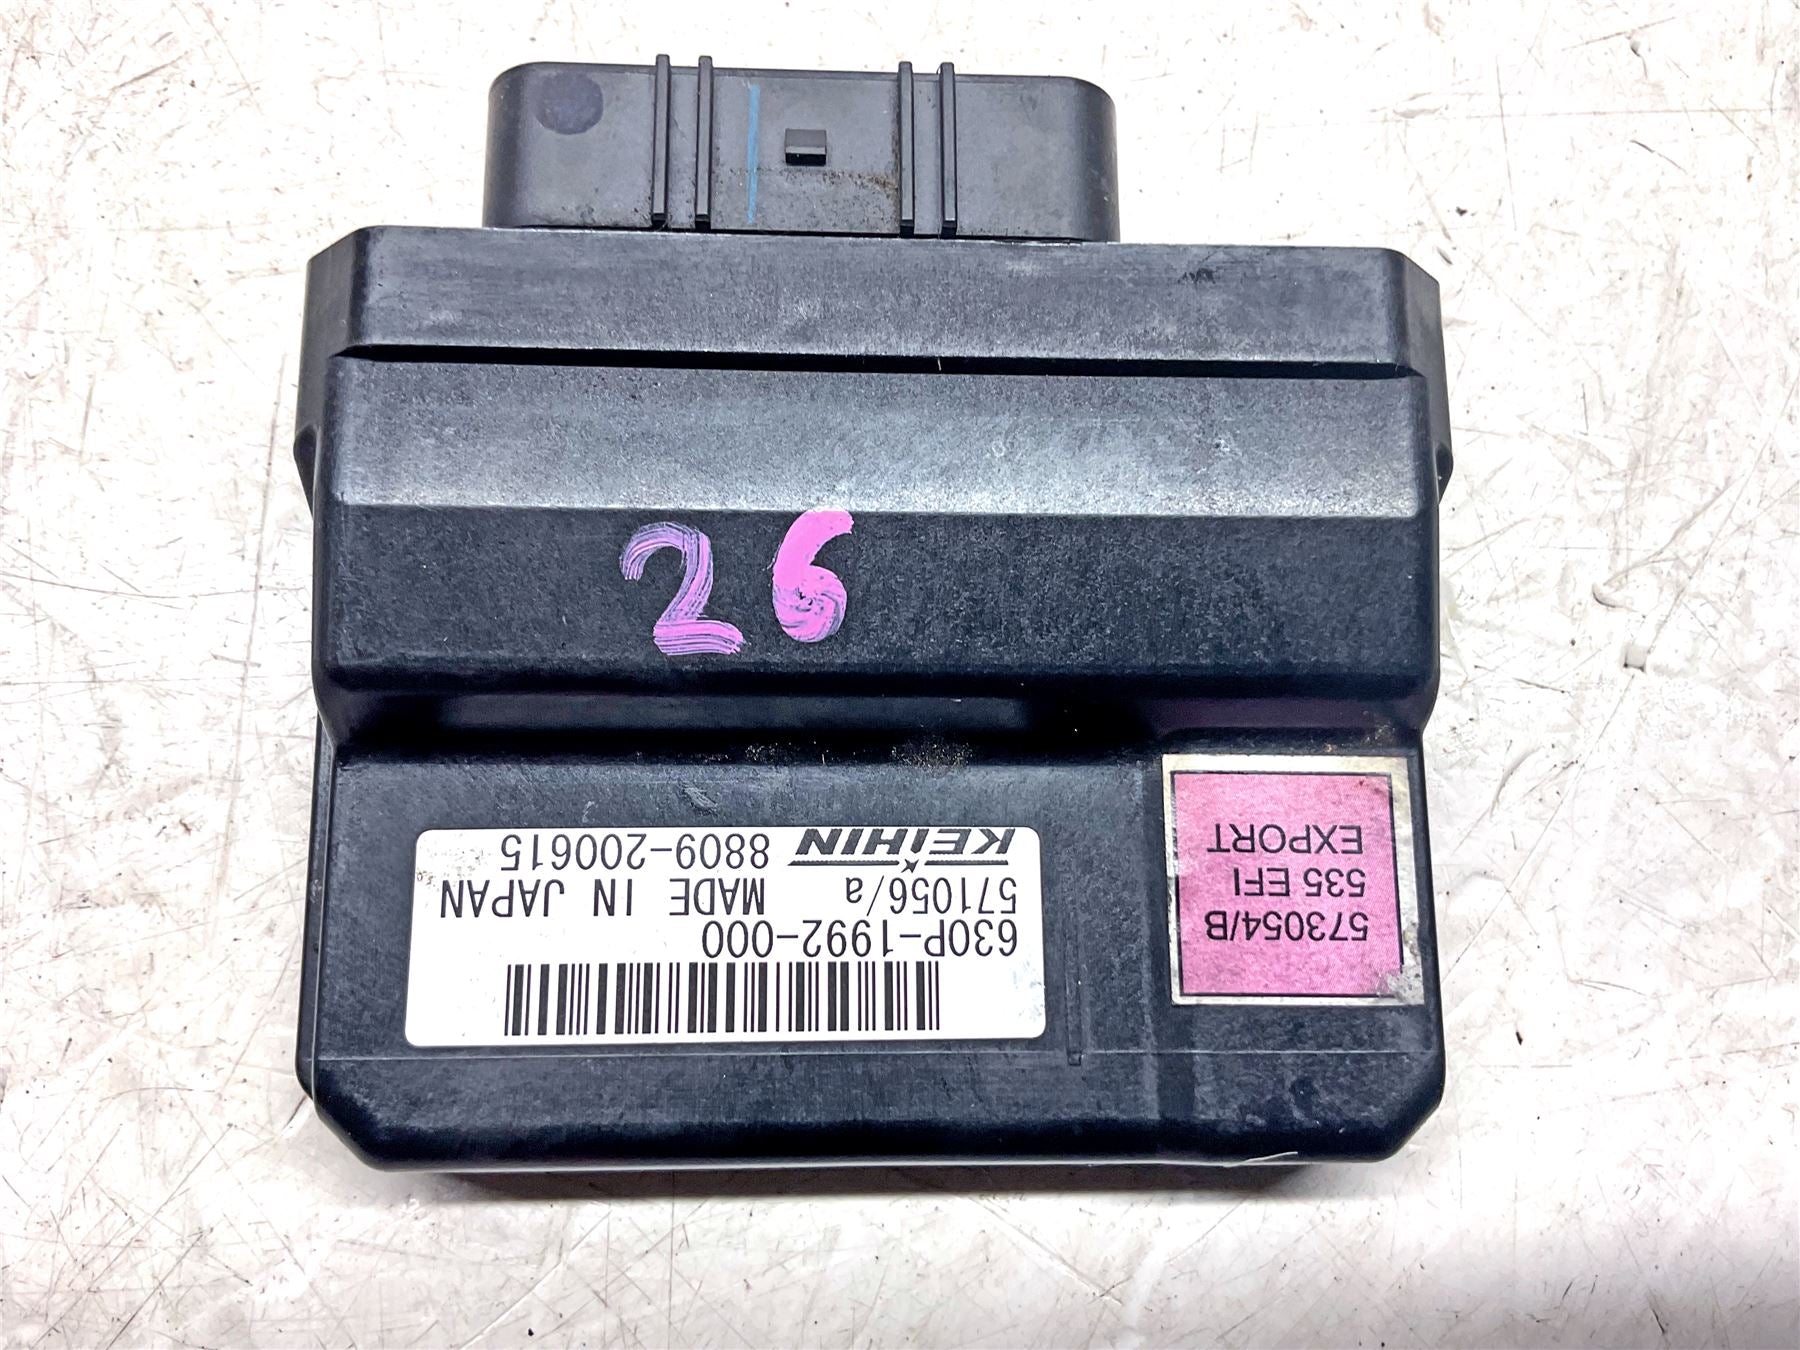 26
630P-1992-000
571056/a
MADE IN JAPAN
KEIHIN
8809-200615
573054/B
535 EFI
EXPORT